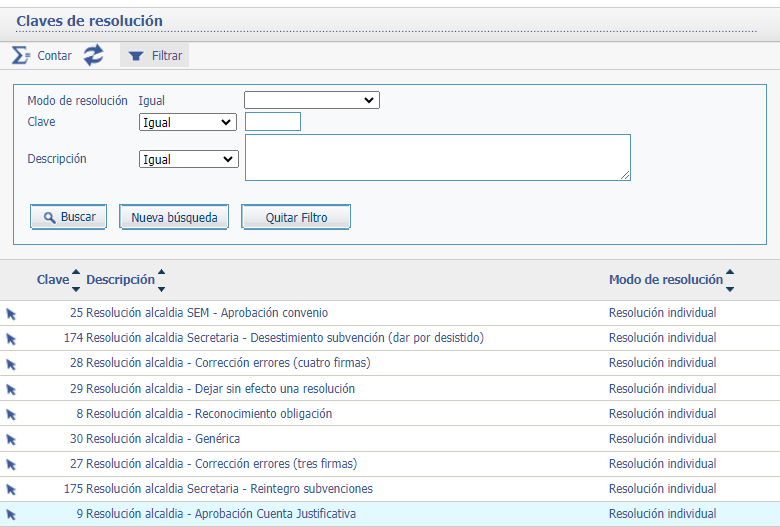 Claves de resolución
Contar Filtrar
Modo de resolución Igual
Clave Igual
Descripción Igual
Buscar Nueva búsqueda Quitar Filtro
Clave Descripción Modo de resolución
25 Resolución alcaldia SEM - Aprobación convenio Resolución individual
174 Resolución alcaldia Secretaria - Desestimiento subvención (dar por desistido) Resolución individual
28 Resolución alcaldia - Corrección errores (cuatro firmas) Resolución individual
29 Resolución alcaldia - Dejar sin efecto una resolución Resolución individual
8 Resolución alcaldia - Reconocimiento obligación Resolución individual
30 Resolución alcaldia - Genérica Resolución individual
27 Resolución alcaldia - Corrección errores (tres firmas) Resolución individual
175 Resolución alcaldia Secretaria - Reintegro subvenciones Resolución individual
9 Resolución alcaldia - Aprobación Cuenta Justificativa Resolución individual